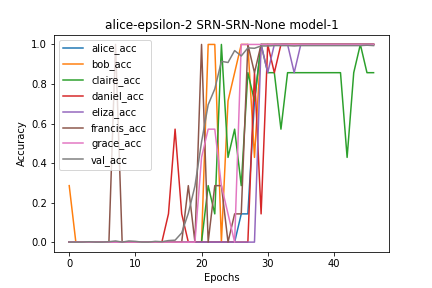 alice-epsilon-2 SRN-SRN-None model-1
1.0
0.8
0.6
0.4
0.2
0.0
Accuracy
alice_acc
bob_acc
claire_acc
daniel_acc
eliza_acc
francis_acc
grace_acc
val_acc
0
10
20
30
40
Epochs